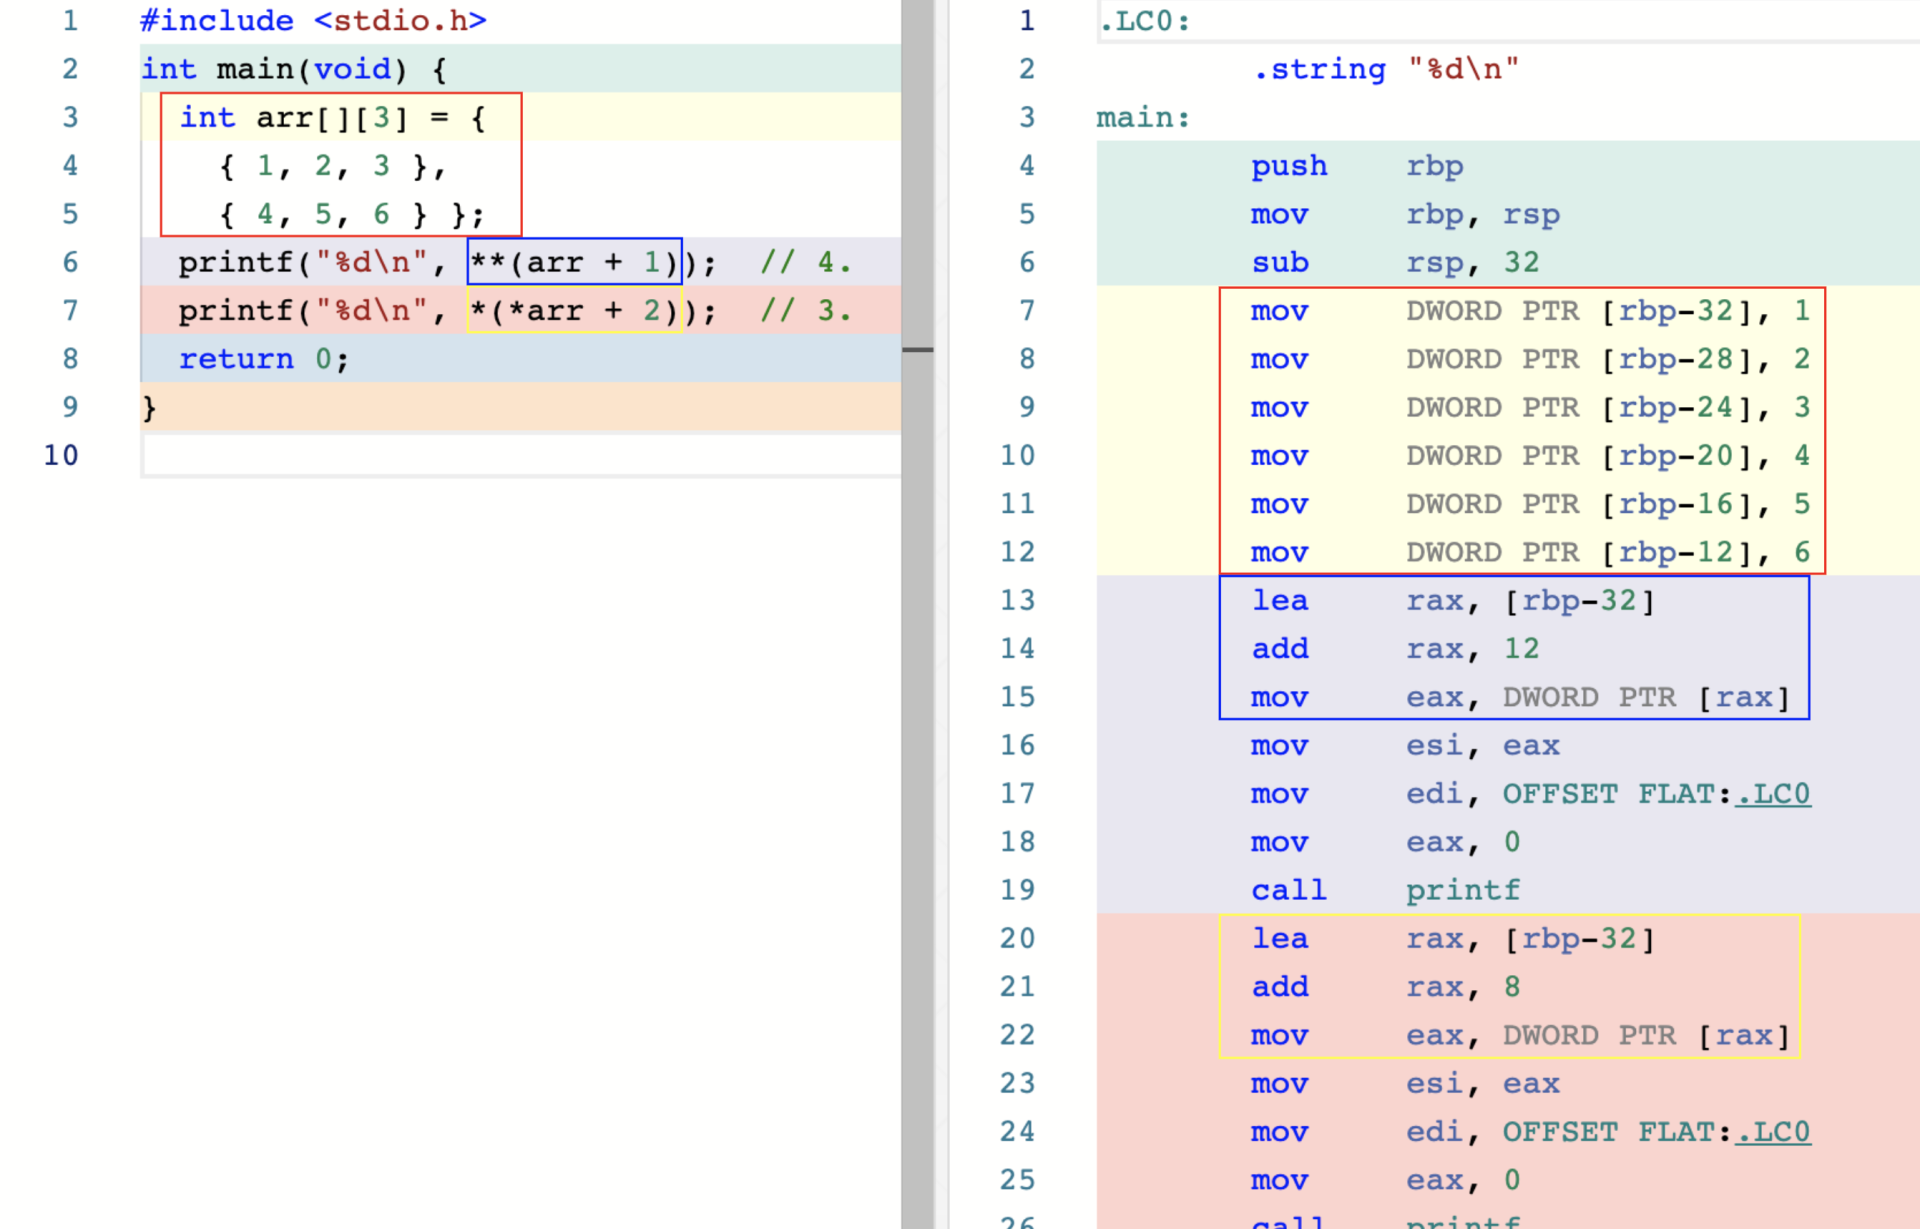 1 #include <stdio.h>
2 int main(void) {
3 int arr[][3] = {
4 { 1, 2, 3 },
5 { 4, 5, 6 } };
6 printf("%d\n", **(arr + 1));  // 4.
7 printf("%d\n", *(*arr + 2));  // 3.
8 return 0;
9 }
10
1 .LC0:
2 .string "%d\n"
3 main:
4 push rbp
5 mov rbp, rsp
6 sub rsp, 32
7 mov DWORD PTR [rbp-32], 1
8 mov DWORD PTR [rbp-28], 2
9 mov DWORD PTR [rbp-24], 3
10 mov DWORD PTR [rbp-20], 4
11 mov DWORD PTR [rbp-16], 5
12 mov DWORD PTR [rbp-12], 6
13 lea rax, [rbp-32]
14 add rax, 12
15 mov eax, DWORD PTR [rax]
16 mov esi, eax
17 mov edi, OFFSET FLAT:.LC0
18 mov eax, 0
19 call printf
20 lea rax, [rbp-32]
21 add rax, 8
22 mov eax, DWORD PTR [rax]
23 mov esi, eax
24 mov edi, OFFSET FLAT:.LC0
25 mov eax, 0
26 call printf